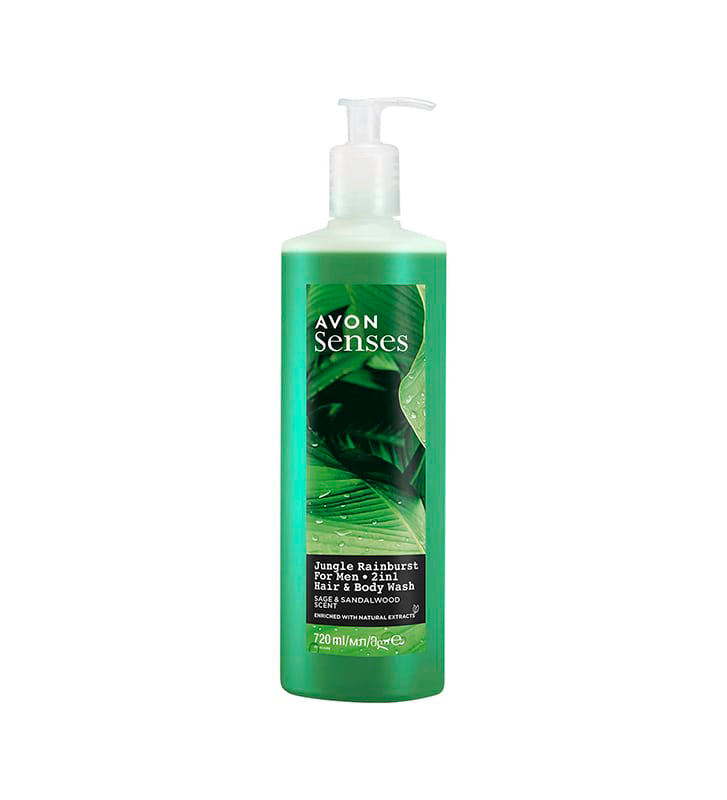 AVON
Senses
Jungle Rainburst
For Men • 2in1
Hair & Body Wash
SAGE & SANDALWOOD
SCENT
ENRICHED WITH NATURAL EXTRACTS
720 ml/мл/მლ ℮